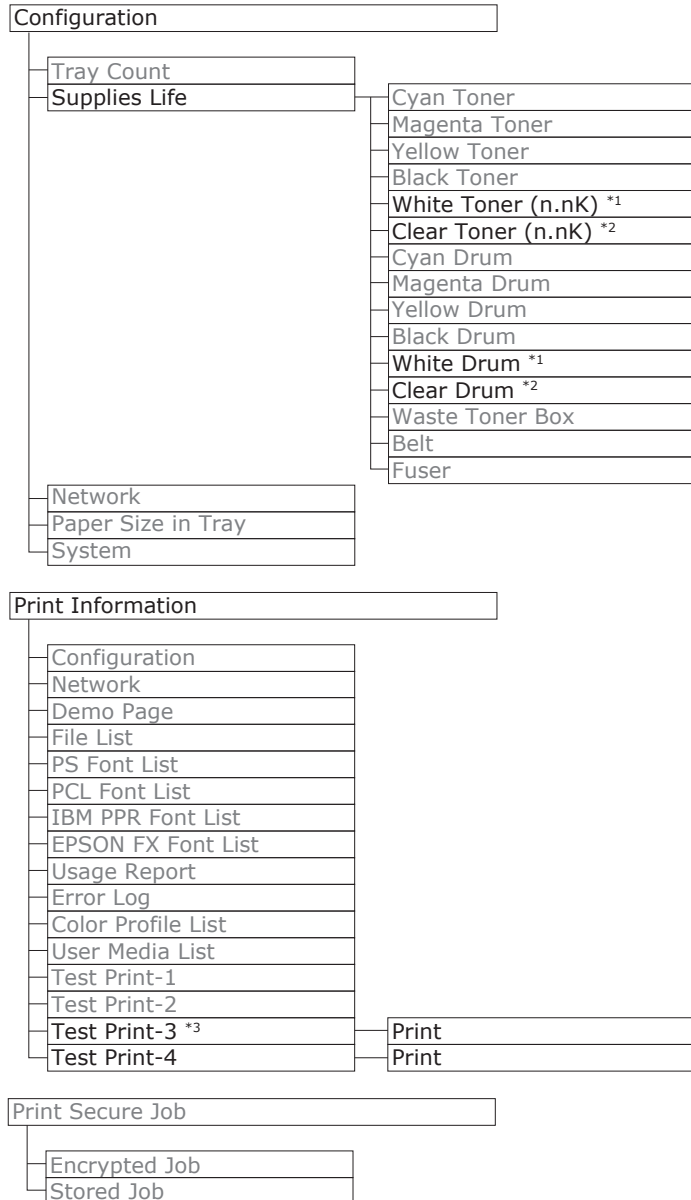 Configuration
Tray Count
Supplies Life
Cyan Toner
Magenta Toner
Yellow Toner
Black Toner
White Toner (n.nK) *1
Clear Toner (n.nK) *2
Cyan Drum
Magenta Drum
Yellow Drum
Black Drum
White Drum *1
Clear Drum *2
Waste Toner Box
Belt
Fuser
Network
Paper Size in Tray
System
Print Information
Configuration
Network
Demo Page
File List
PS Font List
PCL Font List
IBM PPR Font List
EPSON FX Font List
Usage Report
Error Log
Color Profile List
User Media List
Test Print-1
Test Print-2
Test Print-3 *3 Print
Test Print-4 Print
Print Secure Job
Encrypted Job
Stored Job